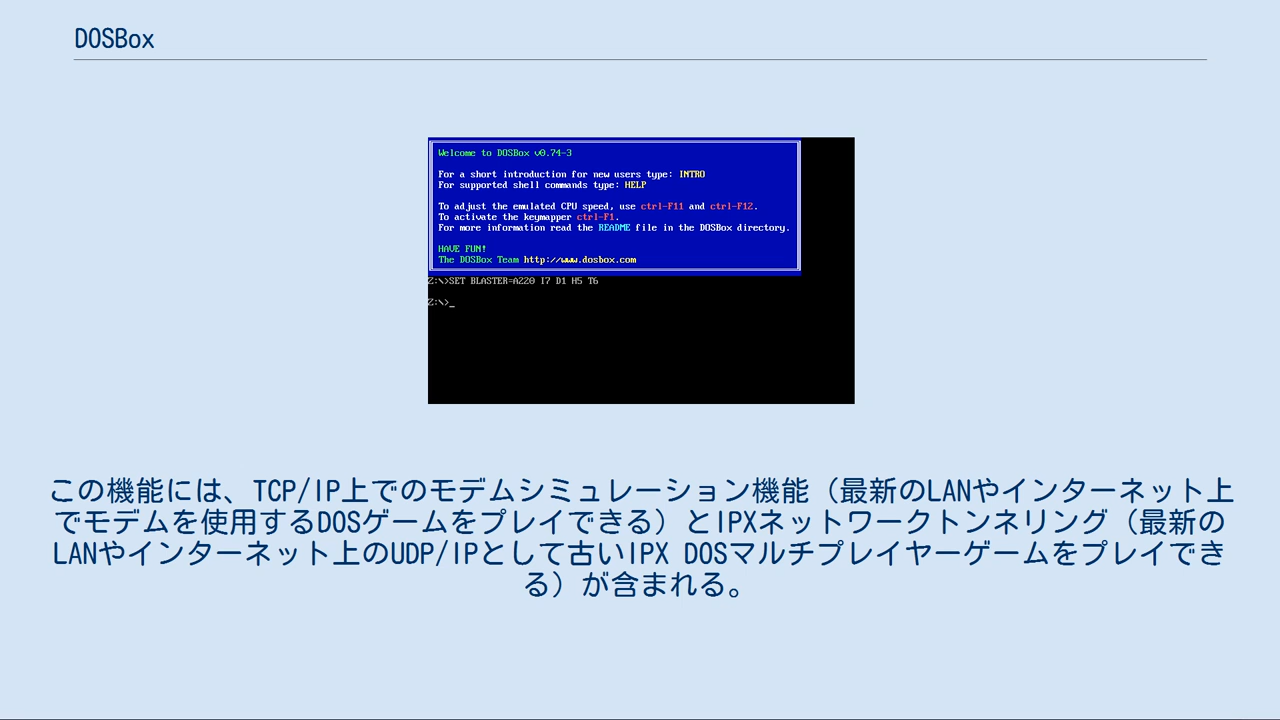 DOSBox
Welcome to DOSBox v0.74-3
For a short introduction for new users type: INTRO
For supported shell commands type: HELP
To adjust the emulated CPU speed, use ctrl-F11 and ctrl-F12.
To activate the keymapper ctrl-F1.
For more information read the README file in the DOSBox directory.
HAVE FUN!
The DOSBox Team http://www.dosbox.com
Z:\>SET BLASTER=A220 I7 D1 H5 T6
Z:\>_
この機能には、TCP/IP上でのモデムシミュレーション機能（最新のLANやインターネット上
でモデムを使用するDOSゲームをプレイできる）とIPXネットワークトンネリング（最新の
LANやインターネット上のUDP/IPとして古いIPX DOSマルチプレイヤーゲームをプレイでき
る）が含まれる。